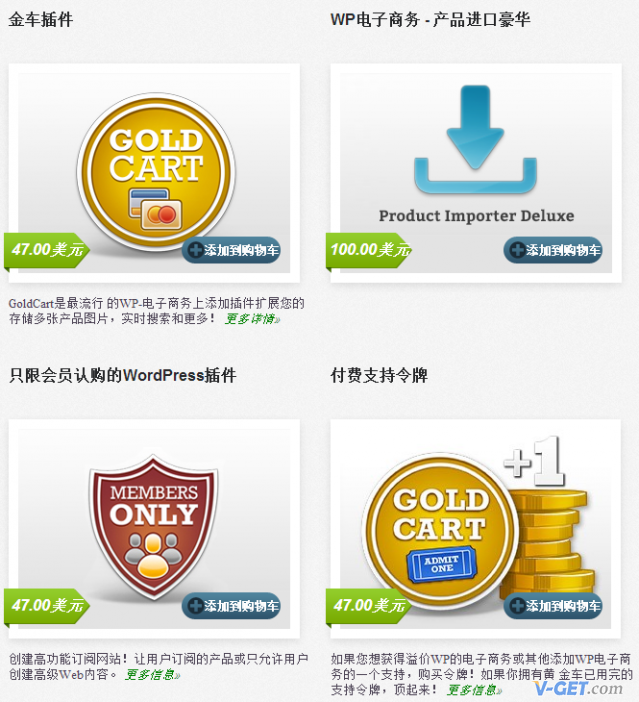 金车插件
WP电子商务 - 产品进口豪华
GOLD
CART
47.00美元
添加到购物车
Product Importer Deluxe
100.00美元
添加到购物车
GoldCart是最流行 的WP-电子商务上添加插件扩展您的
存储多张产品图片，实时搜索和更多！ 更多详情»
只限会员认购的WordPress插件
付费支持令牌
MEMBERS
ONLY
47.00美元
添加到购物车
+1
GOLD
CART
ADMIT
ONE
47.00美元
添加到购物车
创建高功能订阅网站！让用户订阅的产品或只允许用户
创建高级Web内容。 更多信息»
如果您想获得溢价WP的电子商务或其他添加WP电子商
务的一个支持，购买令牌！如果你拥有黄 金车已用完的
支持令牌，顶起来！ 更多信息»
V-GET.com